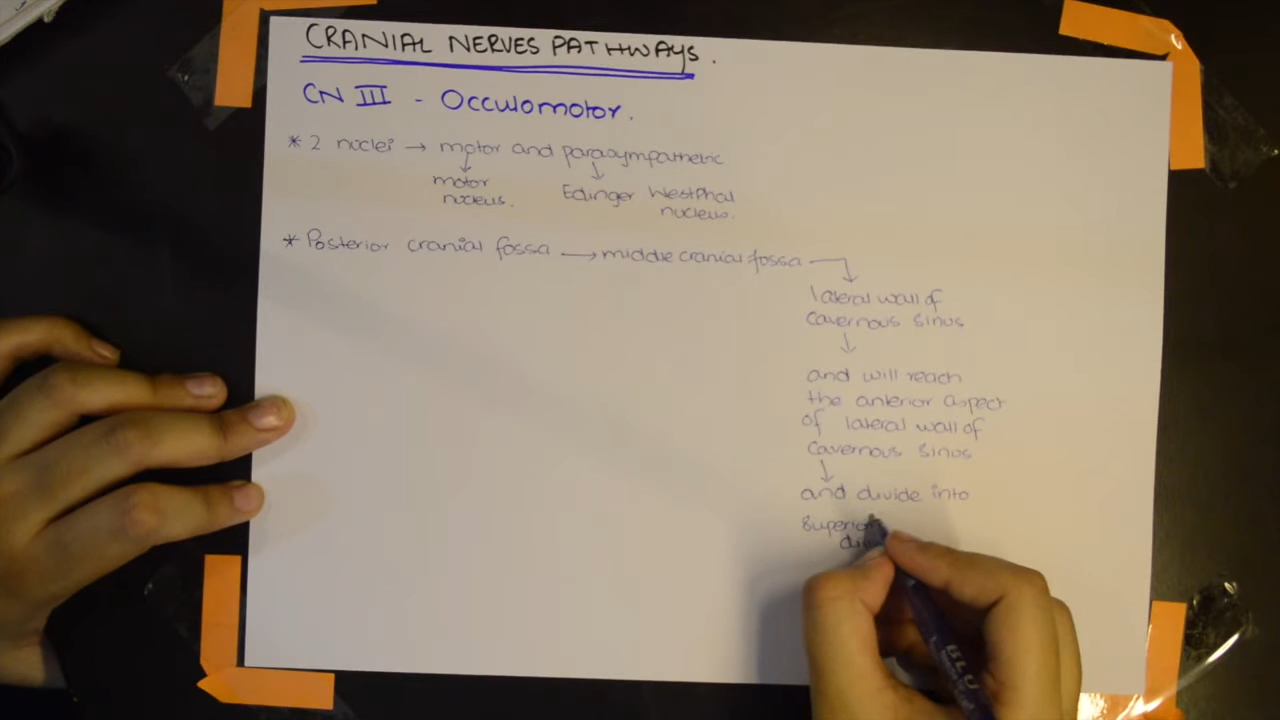 CRANIAL NERVES PATHWAYS.
CN III - Occulomotor.
* 2 nuclei → motor and parasympathetic
motor
nucleus.
Edinger Westphal
nucleus.
* Posterior cranial fossa → middle cranial fossa
lateral wall of
cavernous sinus
and will reach
the anterior aspect
of lateral wall of
cavernous sinus
and divide into
superior
BLU